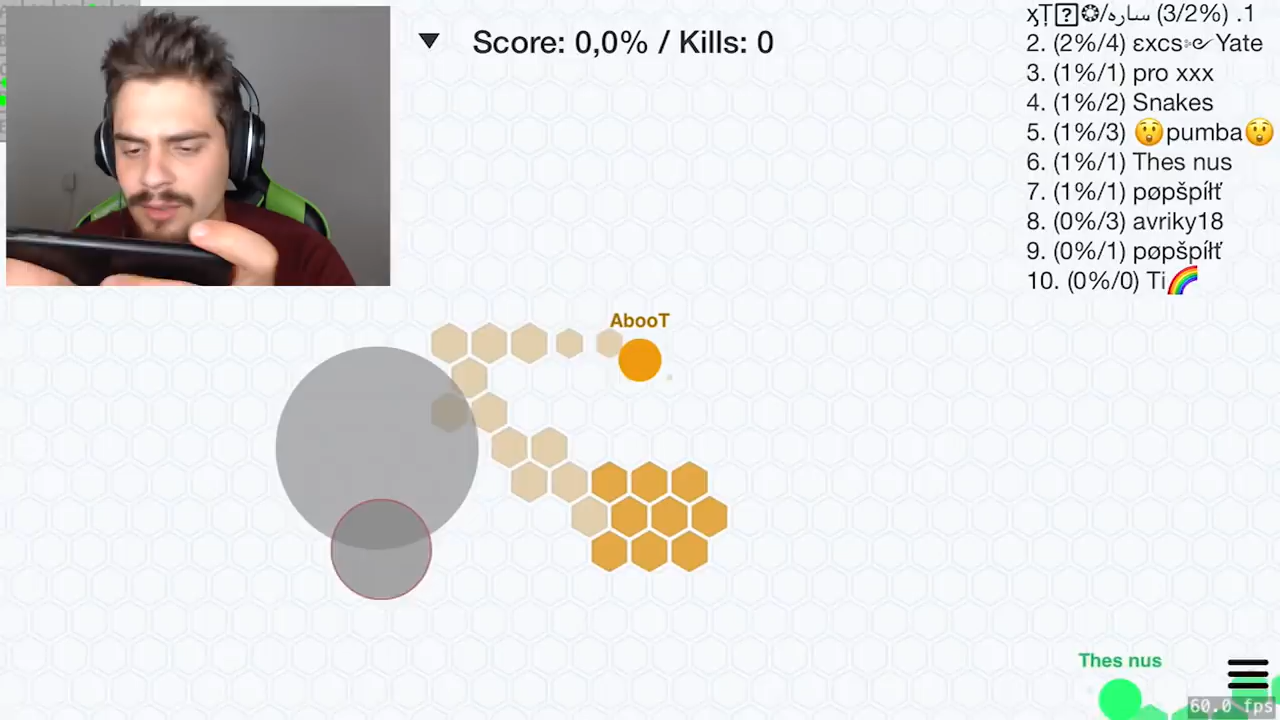 Score: 0,0% / Kills: 0
1. (3/2%) ساره/❂
2. (2%/4) εxcs Yate
3. (1%/1) pro xxx
4. (1%/2) Snakes
5. (1%/3) 😲pumba😲
6. (1%/1) Thes nus
7. (1%/1) pøpšpíłť
8. (0%/3) avriky18
9. (0%/1) pøpšpíłť
10. (0%/0) Ti🌈
AbooT
Thes nus
60.0 fps